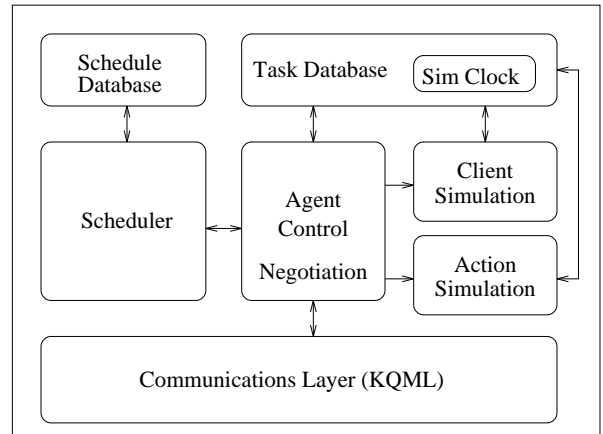 Schedule
Database
Task Database
Sim Clock
Scheduler
Agent
Control
Negotiation
Client
Simulation
Action
Simulation
Communications Layer (KQML)